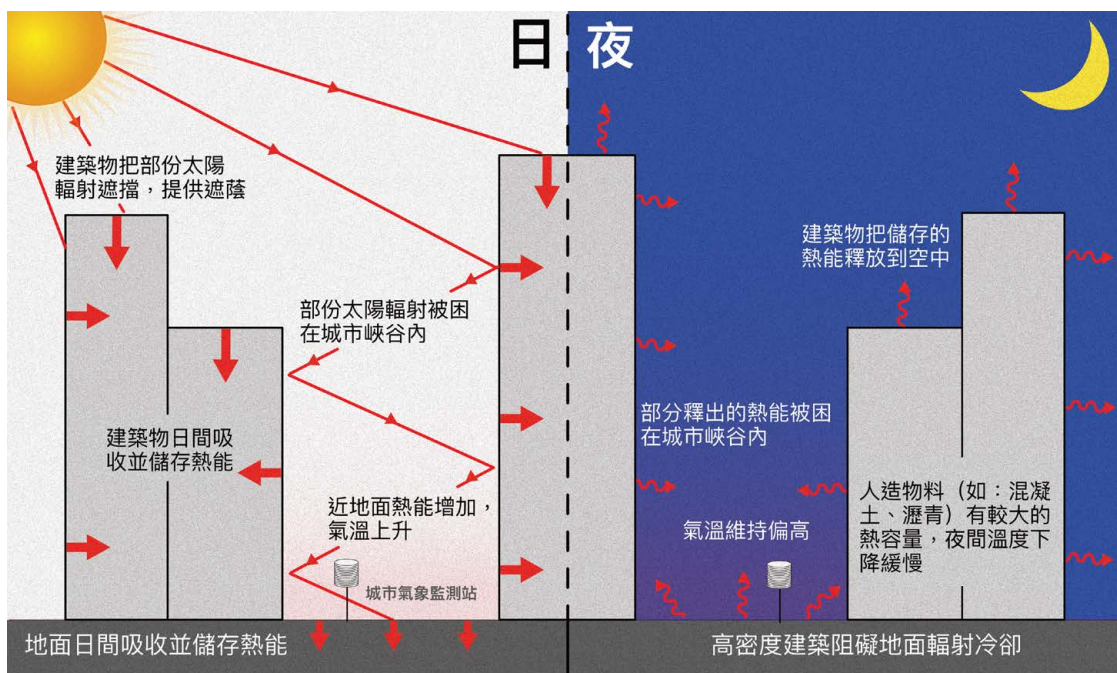 日
夜
建築物把部份太陽
輻射遮擋，提供遮蔭
部份太陽輻射被困
在城市峽谷內
建築物日間吸
收並儲存熱能
近地面熱能增加，
氣溫上升
城市氣象監測站
地面日間吸收並儲存熱能
建築物把儲存的
熱能釋放到空中
部分釋出的熱能被困
在城市峽谷內
氣溫維持偏高
人造物料（如：混凝
土、瀝青）有較大的
熱容量，夜間溫度下
降緩慢
高密度建築阻礙地面輻射冷卻